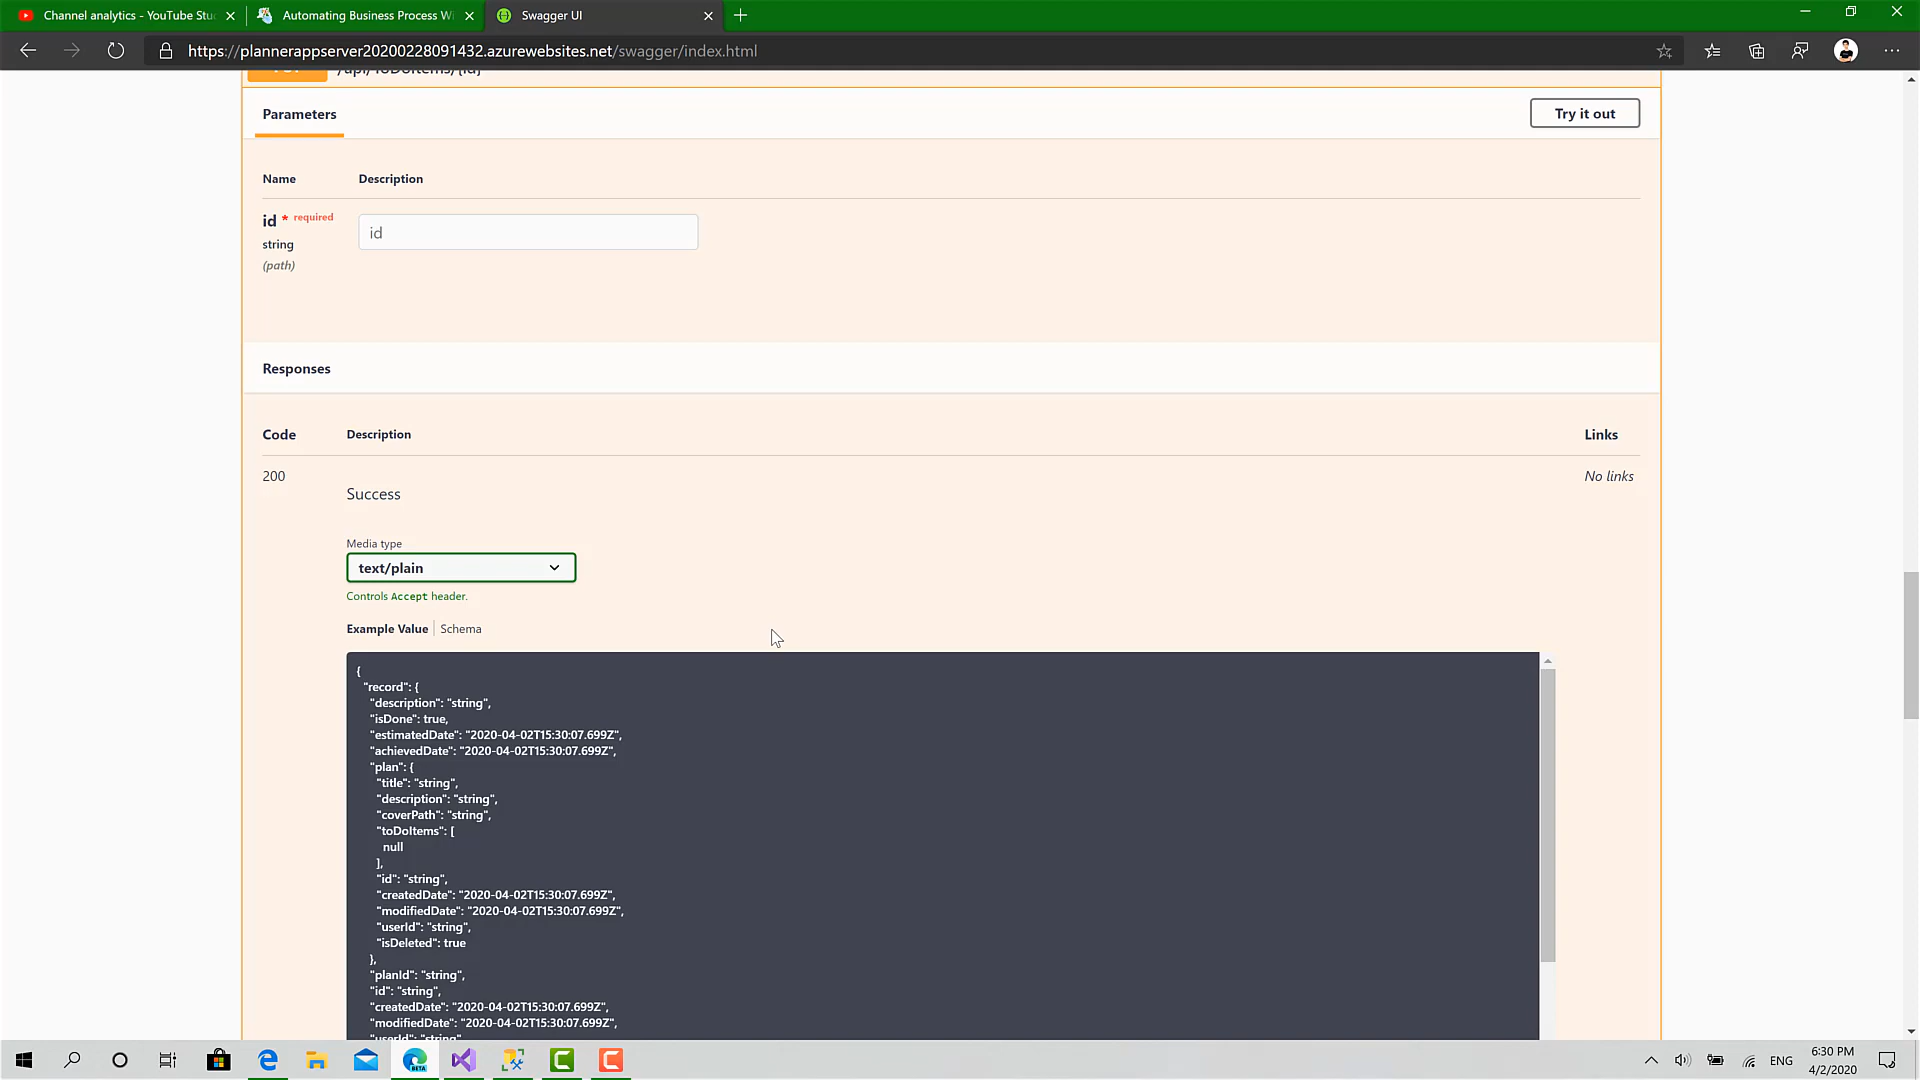 Channel analytics - YouTube Stu
Automating Business Process Wi
Swagger UI
https://plannerappserver20200228091432.azurewebsites.net/swagger/index.html
Parameters
Try it out
Name
Description
id * required
string
(path)
id
Responses
Code
Description
Links
200
Success
No links
Media type
text/plain
Controls Accept header.
Example Value
Schema
{
"record": {
"description": "string",
"isDone": true,
"estimatedDate": "2020-04-02T15:30:07.699Z",
"achievedDate": "2020-04-02T15:30:07.699Z",
"plan": {
"title": "string",
"description": "string",
"coverPath": "string",
"toDoItems": [
null
],
"id": "string",
"createdDate": "2020-04-02T15:30:07.699Z",
"modifiedDate": "2020-04-02T15:30:07.699Z",
"userId": "string",
"isDeleted": true
},
"planId": "string",
"id": "string",
"createdDate": "2020-04-02T15:30:07.699Z",
"modifiedDate": "2020-04-02T15:30:07.699Z",
"userId": "string",
BETA
ENG
6:30 PM
4/2/2020